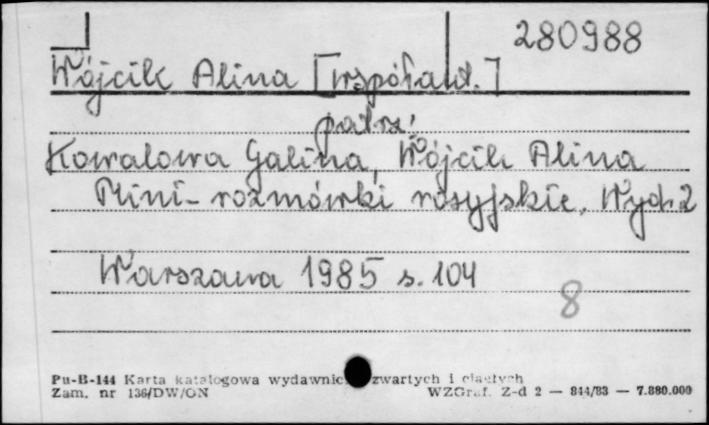 280988
Wójcik Alina [współaut.]
patrz:
Kowalowa Galina, Wójcik Alina
Mini-rozmówki rosyjskie. Wyd. 2
Warszawa 1985 s. 104
8
Pu-B-144 Karta katalogowa wydawnic zwartych i ciągłych
Zam. nr 136/DW/ON WZGraf. Z-d 2 — 844/83 — 7.880.000